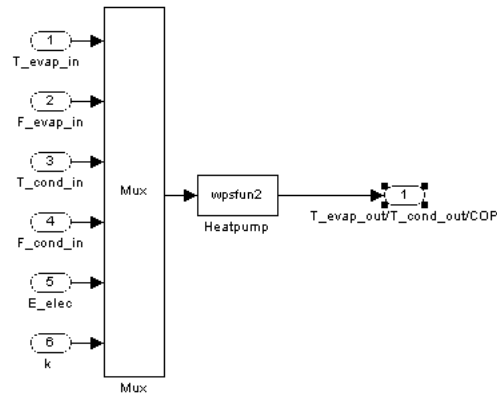 1
T_evap_in
2
F_evap_in
3
T_cond_in
Mux
wpsfun2
1
Heatpump
T_evap_out/T_cond_out/COP
4
F_cond_in
5
E_elec
6
k
Mux